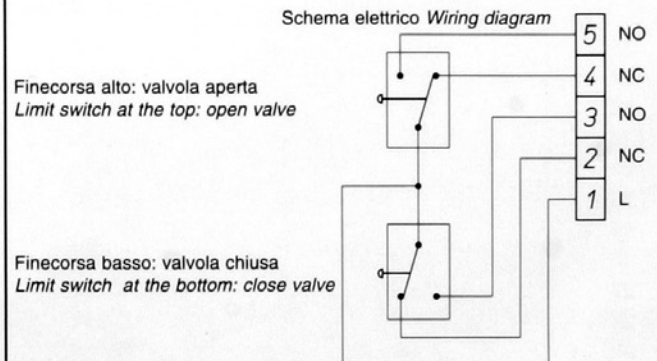 Schema elettrico Wiring diagram
5 NO
4 NC
3 NO
2 NC
1 L
Finecorsa alto: valvola aperta
Limit switch at the top: open valve
Finecorsa basso: valvola chiusa
Limit switch at the bottom: close valve